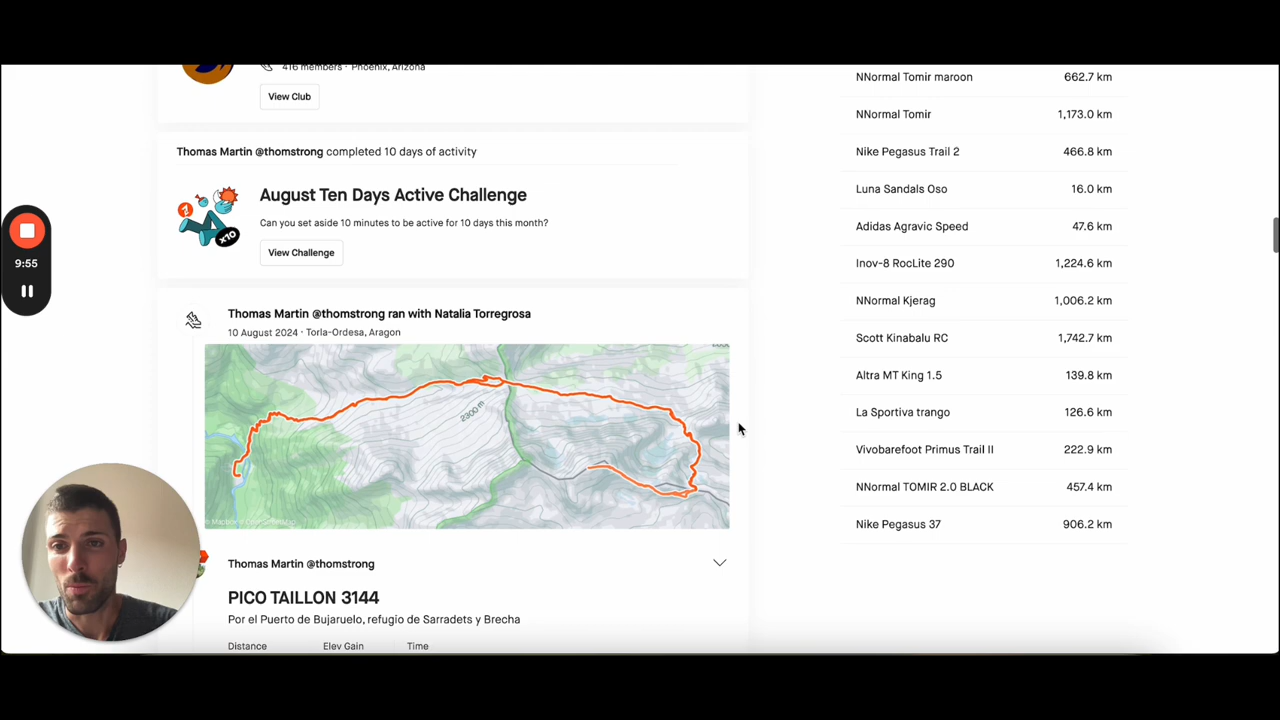 416 members · Phoenix, Arizona
View Club
Thomas Martin @thomstrong completed 10 days of activity
August Ten Days Active Challenge
Can you set aside 10 minutes to be active for 10 days this month?
x10
View Challenge
9:55
Thomas Martin @thomstrong ran with Natalia Torregrosa
10 August 2024 · Torla-Ordesa, Aragon
2300 m
Thomas Martin @thomstrong
PICO TAILLON 3144
Por el Puerto de Bujaruelo, refugio de Sarradets y Brecha
Distance Elev Gain Time
NNormal Tomir maroon 662.7 km
NNormal Tomir 1,173.0 km
Nike Pegasus Trail 2 466.8 km
Luna Sandals Oso 16.0 km
Adidas Agravic Speed 47.6 km
Inov-8 RocLite 290 1,224.6 km
NNormal Kjerag 1,006.2 km
Scott Kinabalu RC 1,742.7 km
Altra MT King 1.5 139.8 km
La Sportiva trango 126.6 km
Vivobarefoot Primus Trail II 222.9 km
NNormal TOMIR 2.0 BLACK 457.4 km
Nike Pegasus 37 906.2 km